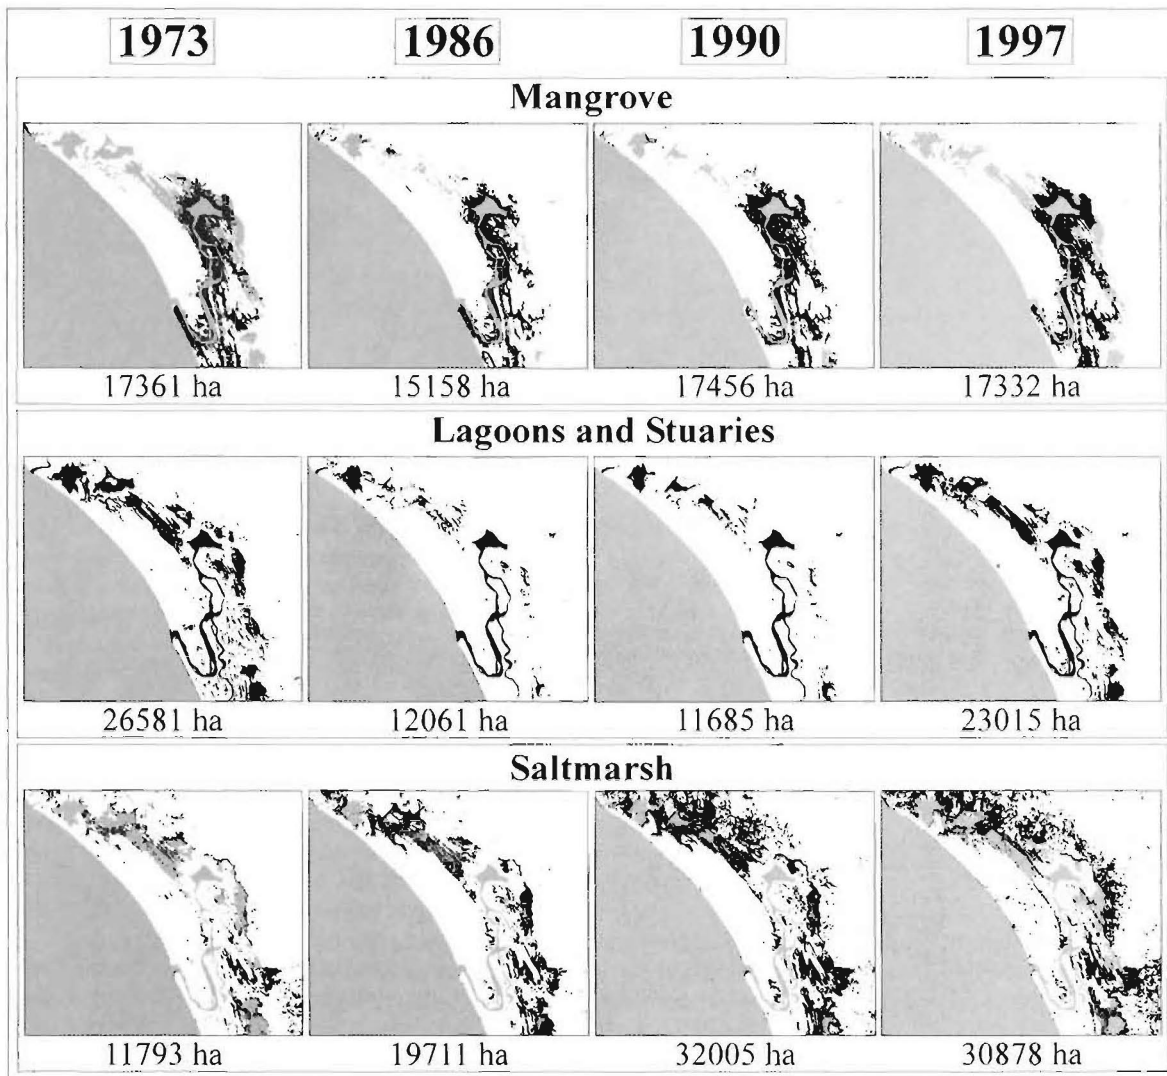 1973 1986 1990 1997
Mangrove
17361 ha 15158 ha 17456 ha 17332 ha
Lagoons and Stuaries
26581 ha 12061 ha 11685 ha 23015 ha
Saltmarsh
11793 ha 19711 ha 32005 ha 30878 ha